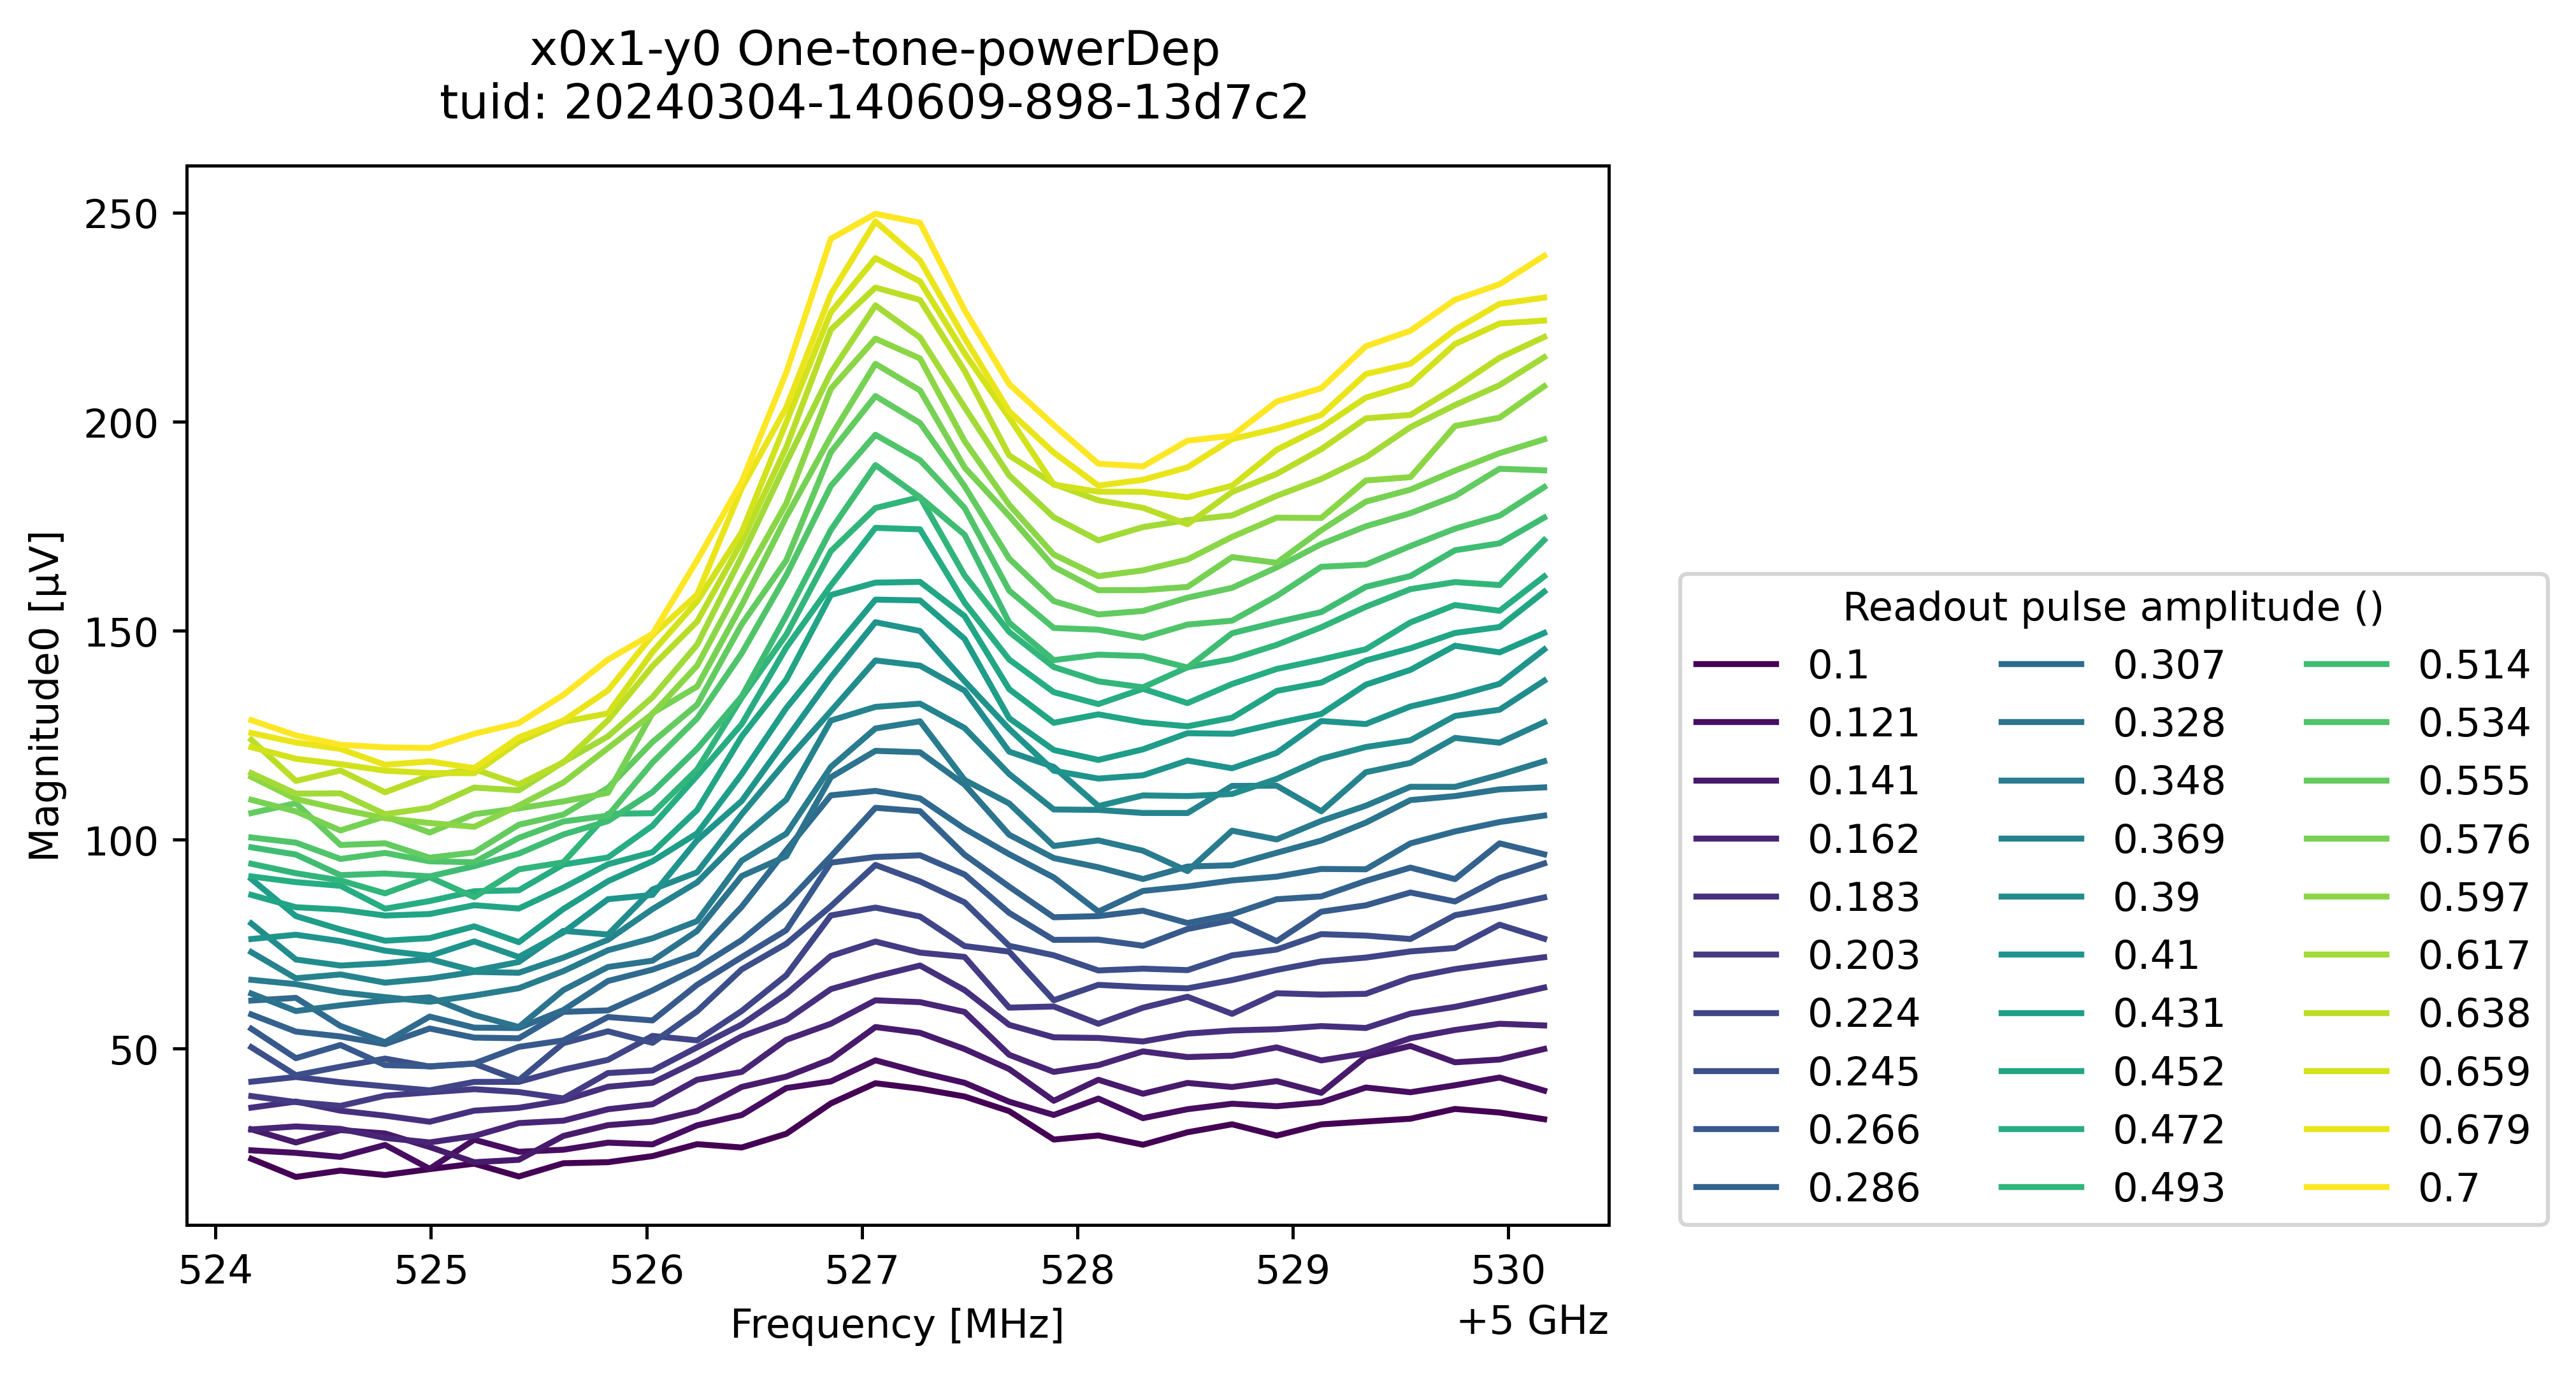 x0x1-y0 One-tone-powerDep
tuid: 20240304-140609-898-13d7c2
250
200
150
100
50
Magnitude0 [µV]
524 525 526 527 528 529 530
Frequency [MHz]
+5 GHz
Readout pulse amplitude ()
0.1 0.307 0.514
0.121 0.328 0.534
0.141 0.348 0.555
0.162 0.369 0.576
0.183 0.39 0.597
0.203 0.41 0.617
0.224 0.431 0.638
0.245 0.452 0.659
0.266 0.472 0.679
0.286 0.493 0.7